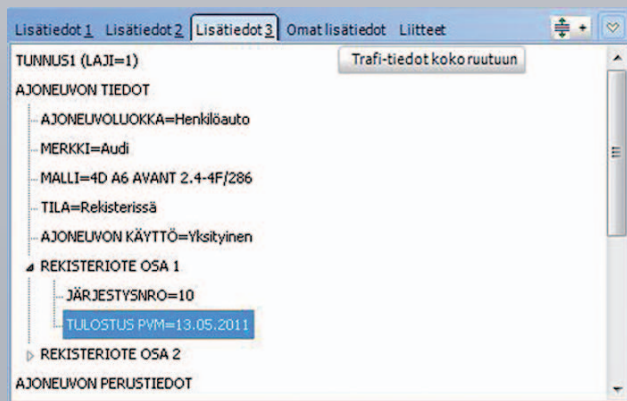 Lisätiedot 1 Lisätiedot 2 Lisätiedot 3 Omat lisätiedot Liitteet
TUNNUS1 (LAJI=1)
Trafi-tiedot koko ruutuun
AJONEUVON TIEDOT
AJONEUVOLUOKKA=Henkilöauto
MERKKI=Audi
MALLI=4D A6 AVANT 2.4-4F/286
TILA=Rekisterissä
AJONEUVON KÄYTTÖ=Yksityinen
REKISTERIOTE OSA 1
JÄRJESTYSNRO=10
TULOSTUS PVM=13.05.2011
REKISTERIOTE OSA 2
AJONEUVON PERUSTIEDOT